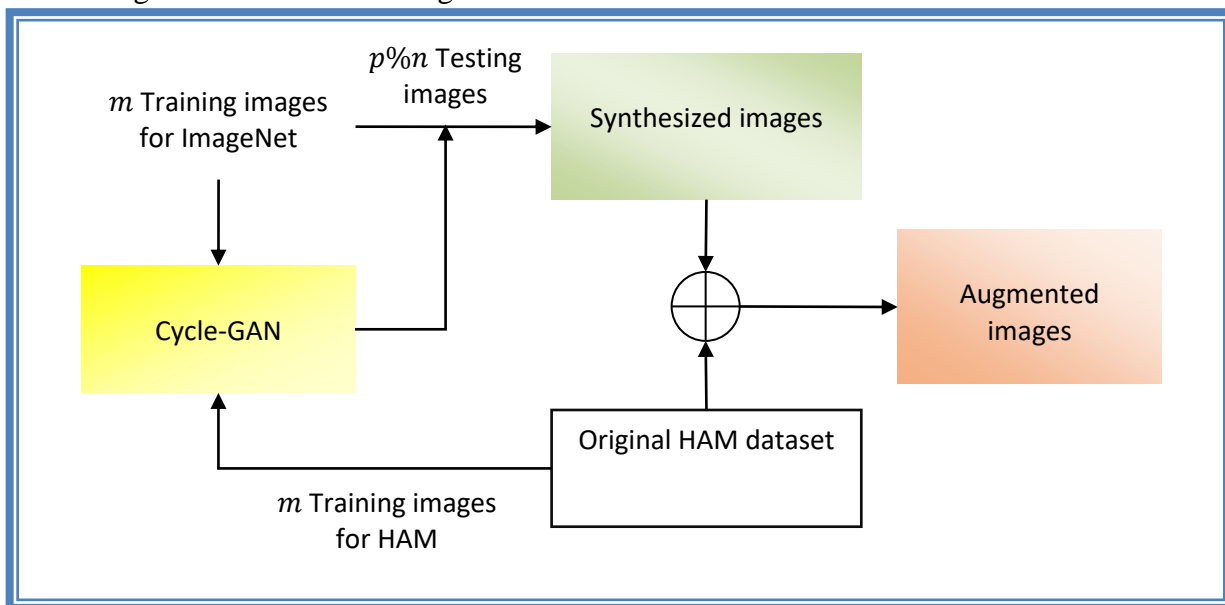 p%n Testing
images
m Training images
for ImageNet
Synthesized images
Cycle-GAN
Augmented
images
Original HAM dataset
m Training images
for HAM